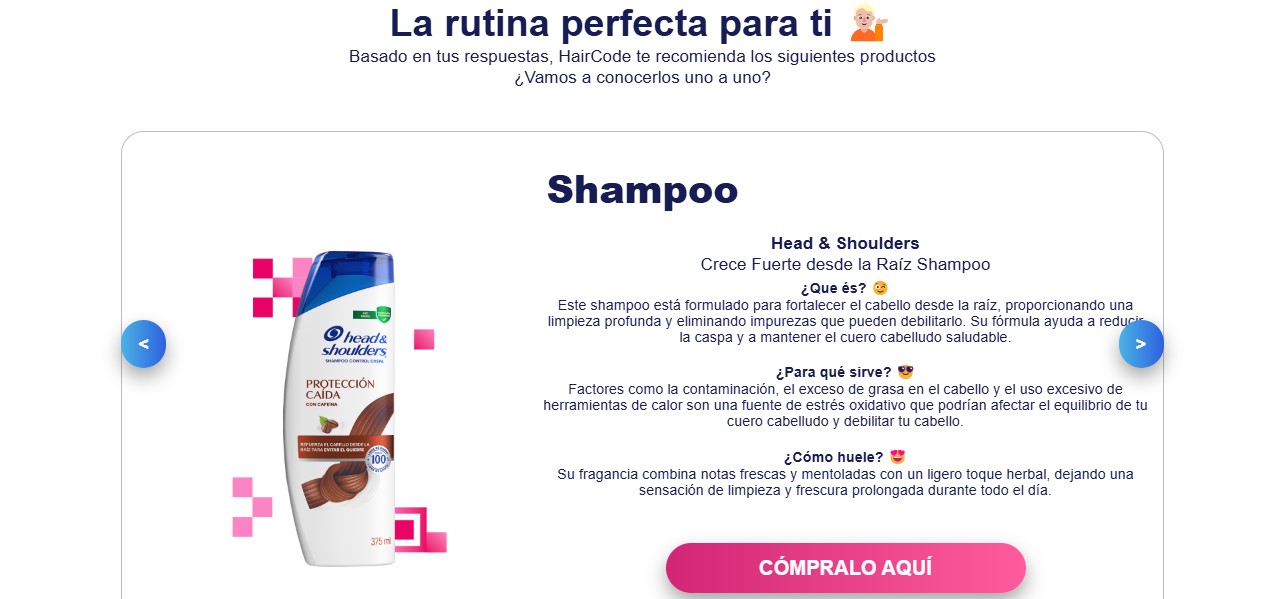 La rutina perfecta para ti 💁🏼
Basado en tus respuestas, HairCode te recomienda los siguientes productos
¿Vamos a conocerlos uno a uno?
Shampoo
Head & Shoulders
Crece Fuerte desde la Raíz Shampoo
¿Que és? 😉
Este shampoo está formulado para fortalecer el cabello desde la raíz, proporcionando una
limpieza profunda y eliminando impurezas que pueden debilitarlo. Su fórmula ayuda a reducir
la caspa y a mantener el cuero cabelludo saludable.
¿Para qué sirve? 😎
Factores como la contaminación, el exceso de grasa en el cabello y el uso excesivo de
herramientas de calor son una fuente de estrés oxidativo que podrían afectar el equilibrio de tu
cuero cabelludo y debilitar tu cabello.
¿Cómo huele? 😍
Su fragancia combina notas frescas y mentoladas con un ligero toque herbal, dejando una
sensación de limpieza y frescura prolongada durante todo el día.
CÓMPRALO AQUÍ
<
>
head&
shoulders
SHAMPOO CONTROL CASPA
PROTECCIÓN
CAÍDA
CON CAFEÍNA
REFUERZA EL CABELLO DESDE LA
RAÍZ PARA EVITAR EL QUIEBRE
100%
375 ml